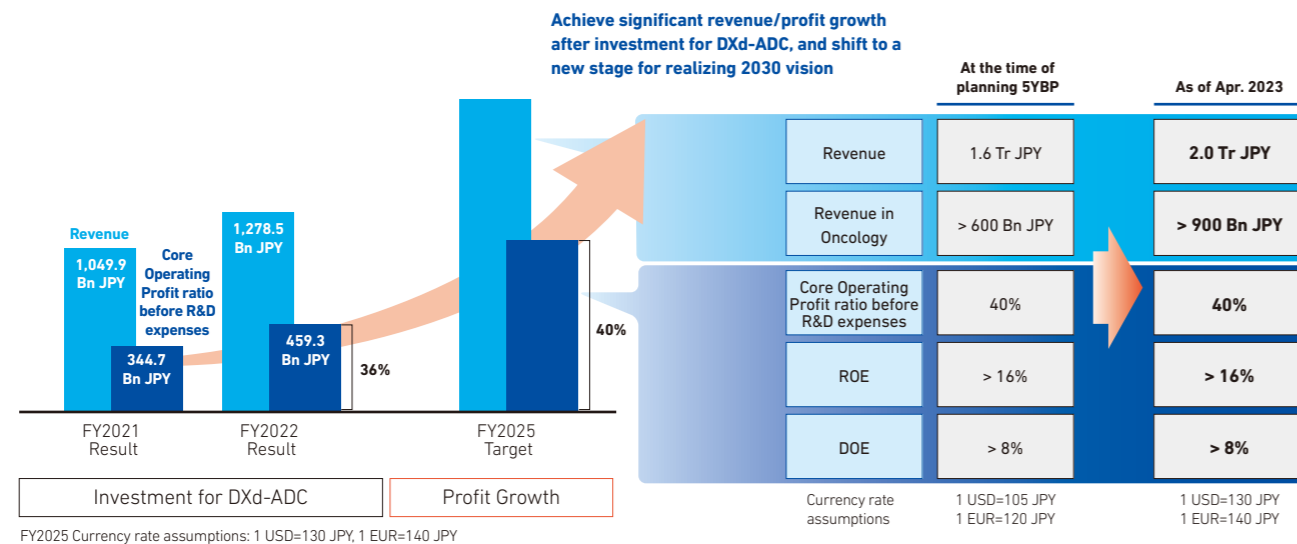 Achieve significant revenue/profit growth
after investment for DXd-ADC, and shift to a
new stage for realizing 2030 vision
At the time of
planning 5YBP
As of Apr. 2023
Revenue
1.6 Tr JPY
2.0 Tr JPY
Revenue in
Oncology
> 600 Bn JPY
> 900 Bn JPY
Core Operating
Profit ratio before
R&D expenses
40%
40%
ROE
> 16%
> 16%
DOE
> 8%
> 8%
Currency rate
assumptions
1 USD=105 JPY
1 EUR=120 JPY
1 USD=130 JPY
1 EUR=140 JPY
Revenue
1,049.9
Bn JPY
Core
Operating
Profit ratio
before R&D
expenses
344.7
Bn JPY
1,278.5
Bn JPY
459.3
Bn JPY
36%
40%
FY2021
Result
FY2022
Result
FY2025
Target
Investment for DXd-ADC
Profit Growth
FY2025 Currency rate assumptions: 1 USD=130 JPY, 1 EUR=140 JPY